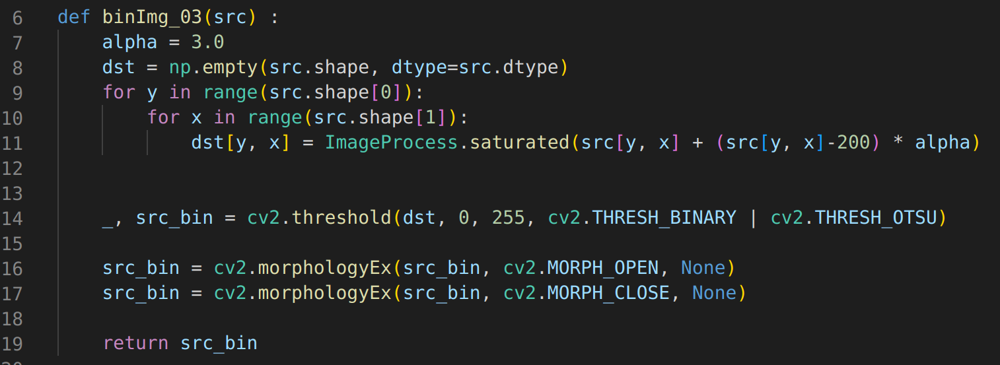 6 def binImg_03(src) :
7     alpha = 3.0
8     dst = np.empty(src.shape, dtype=src.dtype)
9     for y in range(src.shape[0]):
10         for x in range(src.shape[1]):
11             dst[y, x] = ImageProcess.saturated(src[y, x] + (src[y, x]-200) * alpha)
12
13
14     _, src_bin = cv2.threshold(dst, 0, 255, cv2.THRESH_BINARY | cv2.THRESH_OTSU)
15
16     src_bin = cv2.morphologyEx(src_bin, cv2.MORPH_OPEN, None)
17     src_bin = cv2.morphologyEx(src_bin, cv2.MORPH_CLOSE, None)
18
19     return src_bin